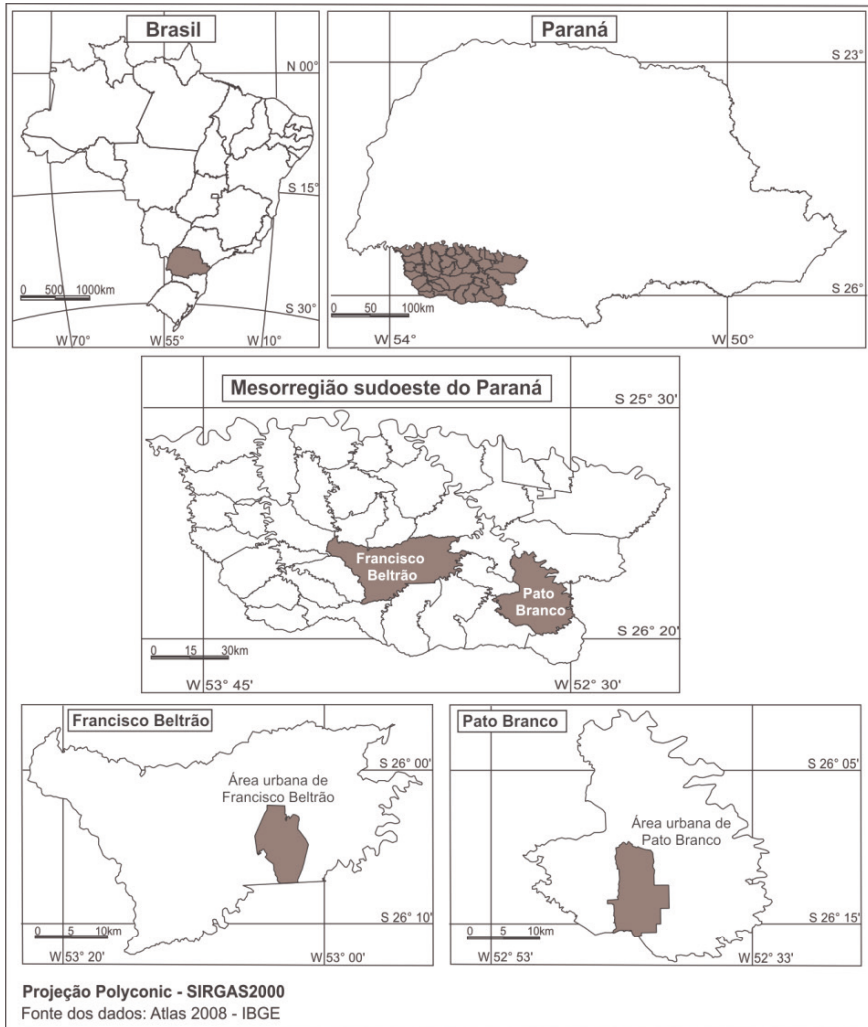 Brasil
N 00°
S 15°
0 500 1000km
S 30°
W 70°
W 55°
W 10°
Paraná
S 23°
S 26°
0 50 100km
W 54°
W 50°
Mesorregião sudoeste do Paraná
S 25° 30'
Francisco
Beltrão
Pato
Branco
S 26° 20'
0 15 30km
W 53° 45'
W 52° 30'
Francisco Beltrão
S 26° 00'
Área urbana de
Francisco Beltrão
S 26° 10'
0 5 10km
W 53° 20'
W 53° 00'
Pato Branco
S 26° 05'
Área urbana de
Pato Branco
S 26° 15'
0 5 10km
W 52° 53'
W 52° 33'
Projeção Polyconic - SIRGAS2000
Fonte dos dados: Atlas 2008 - IBGE